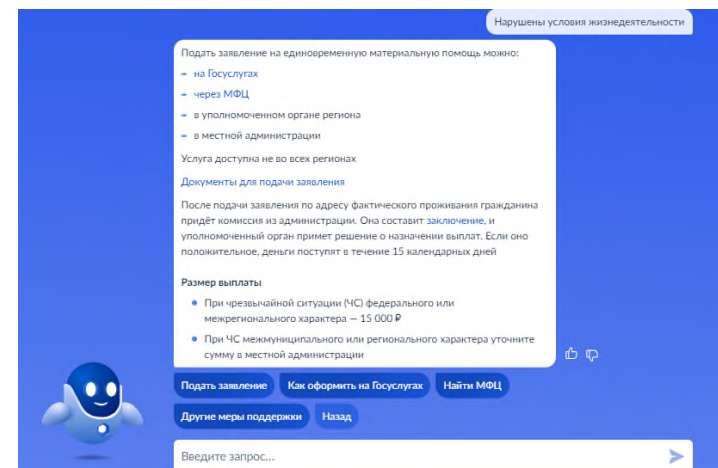 Нарушены условия жизнедеятельности
Подать заявление на единовременную материальную помощь можно:
– на Госуслугах
– через МФЦ
– в уполномоченном органе региона
– в местной администрации
Услуга доступна не во всех регионах
Документы для подачи заявления
После подачи заявления по адресу фактического проживания гражданина
придёт комиссия из администрации. Она составит заключение, и
уполномоченный орган примет решение о назначении выплат. Если оно
положительное, деньги поступят в течение 15 календарных дней
Размер выплаты
• При чрезвычайной ситуации (ЧС) федерального или
межрегионального характера — 15 000 ₽
• При ЧС межмуниципального или регионального характера уточните
сумму в местной администрации
Подать заявление Как оформить на Госуслугах Найти МФЦ
Другие меры поддержки Назад
Введите запрос...